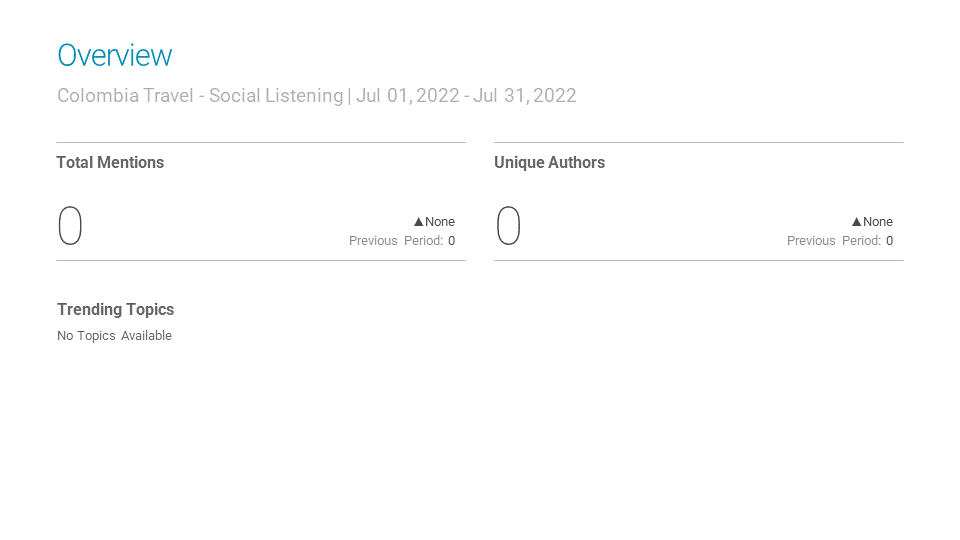 Overview
Colombia Travel - Social Listening | Jul 01, 2022 - Jul 31, 2022
Total Mentions
0
▲None
Previous Period: 0
Unique Authors
0
▲None
Previous Period: 0
Trending Topics
No Topics Available